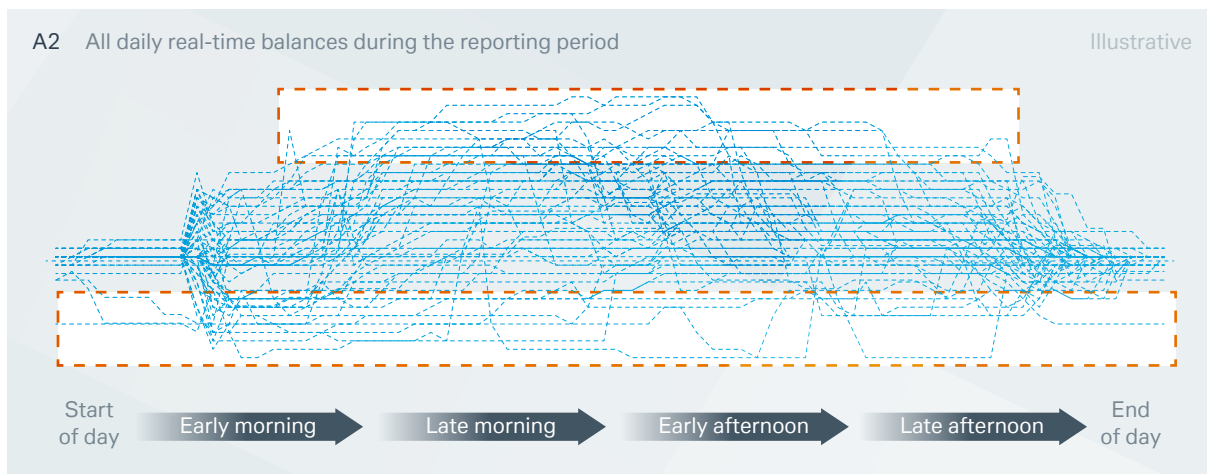 A2 All daily real-time balances during the reporting period
Illustrative
Start
of day
Early morning
Late morning
Early afternoon
Late afternoon
End
of day